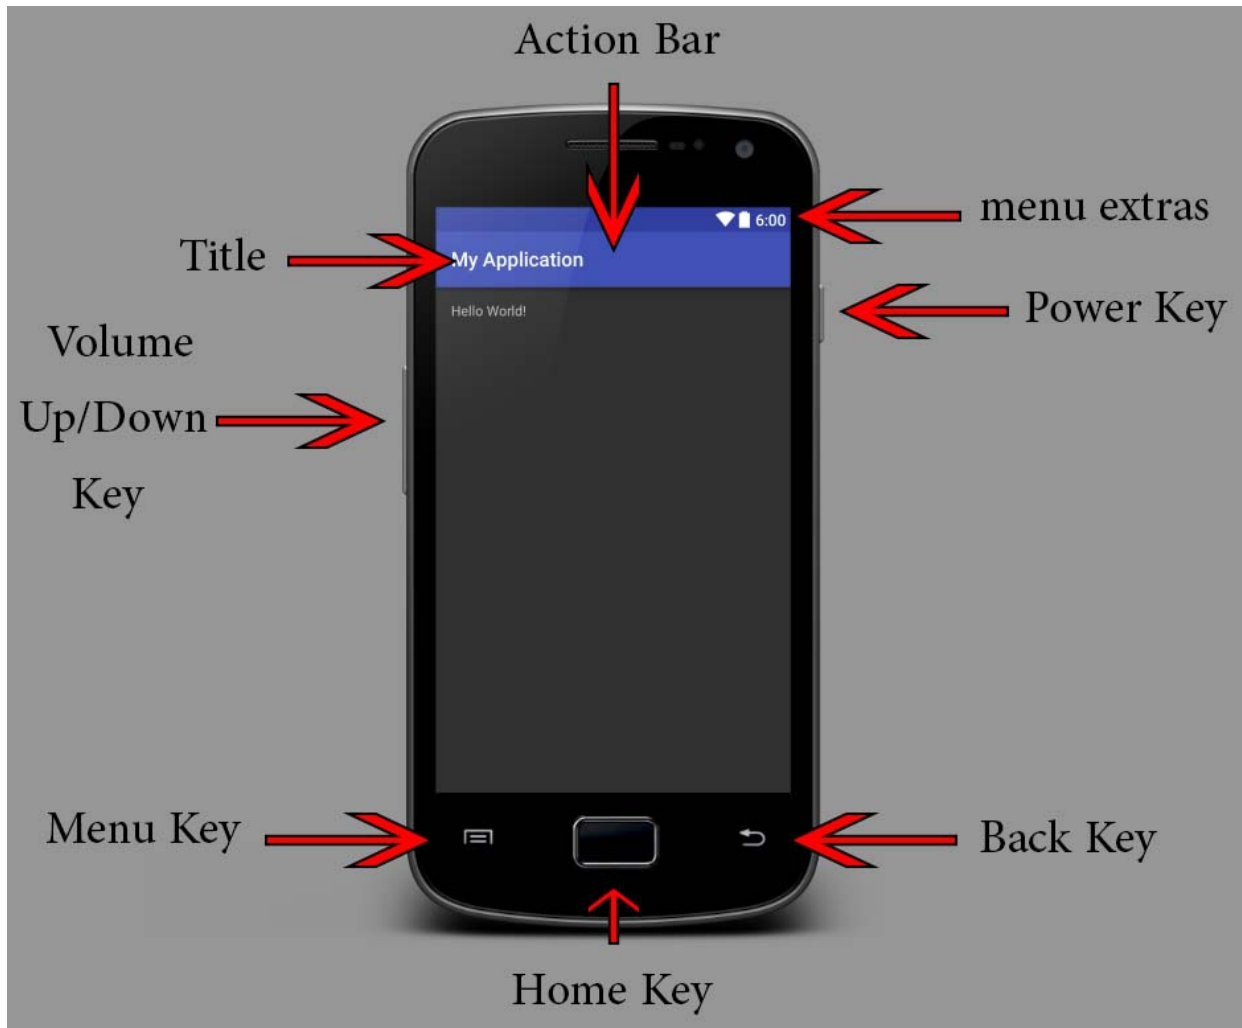 Action Bar
menu extras
6:00
Title
My Application
Power Key
Hello World!
Volume
Up/Down
Key
Menu Key
Back Key
Home Key